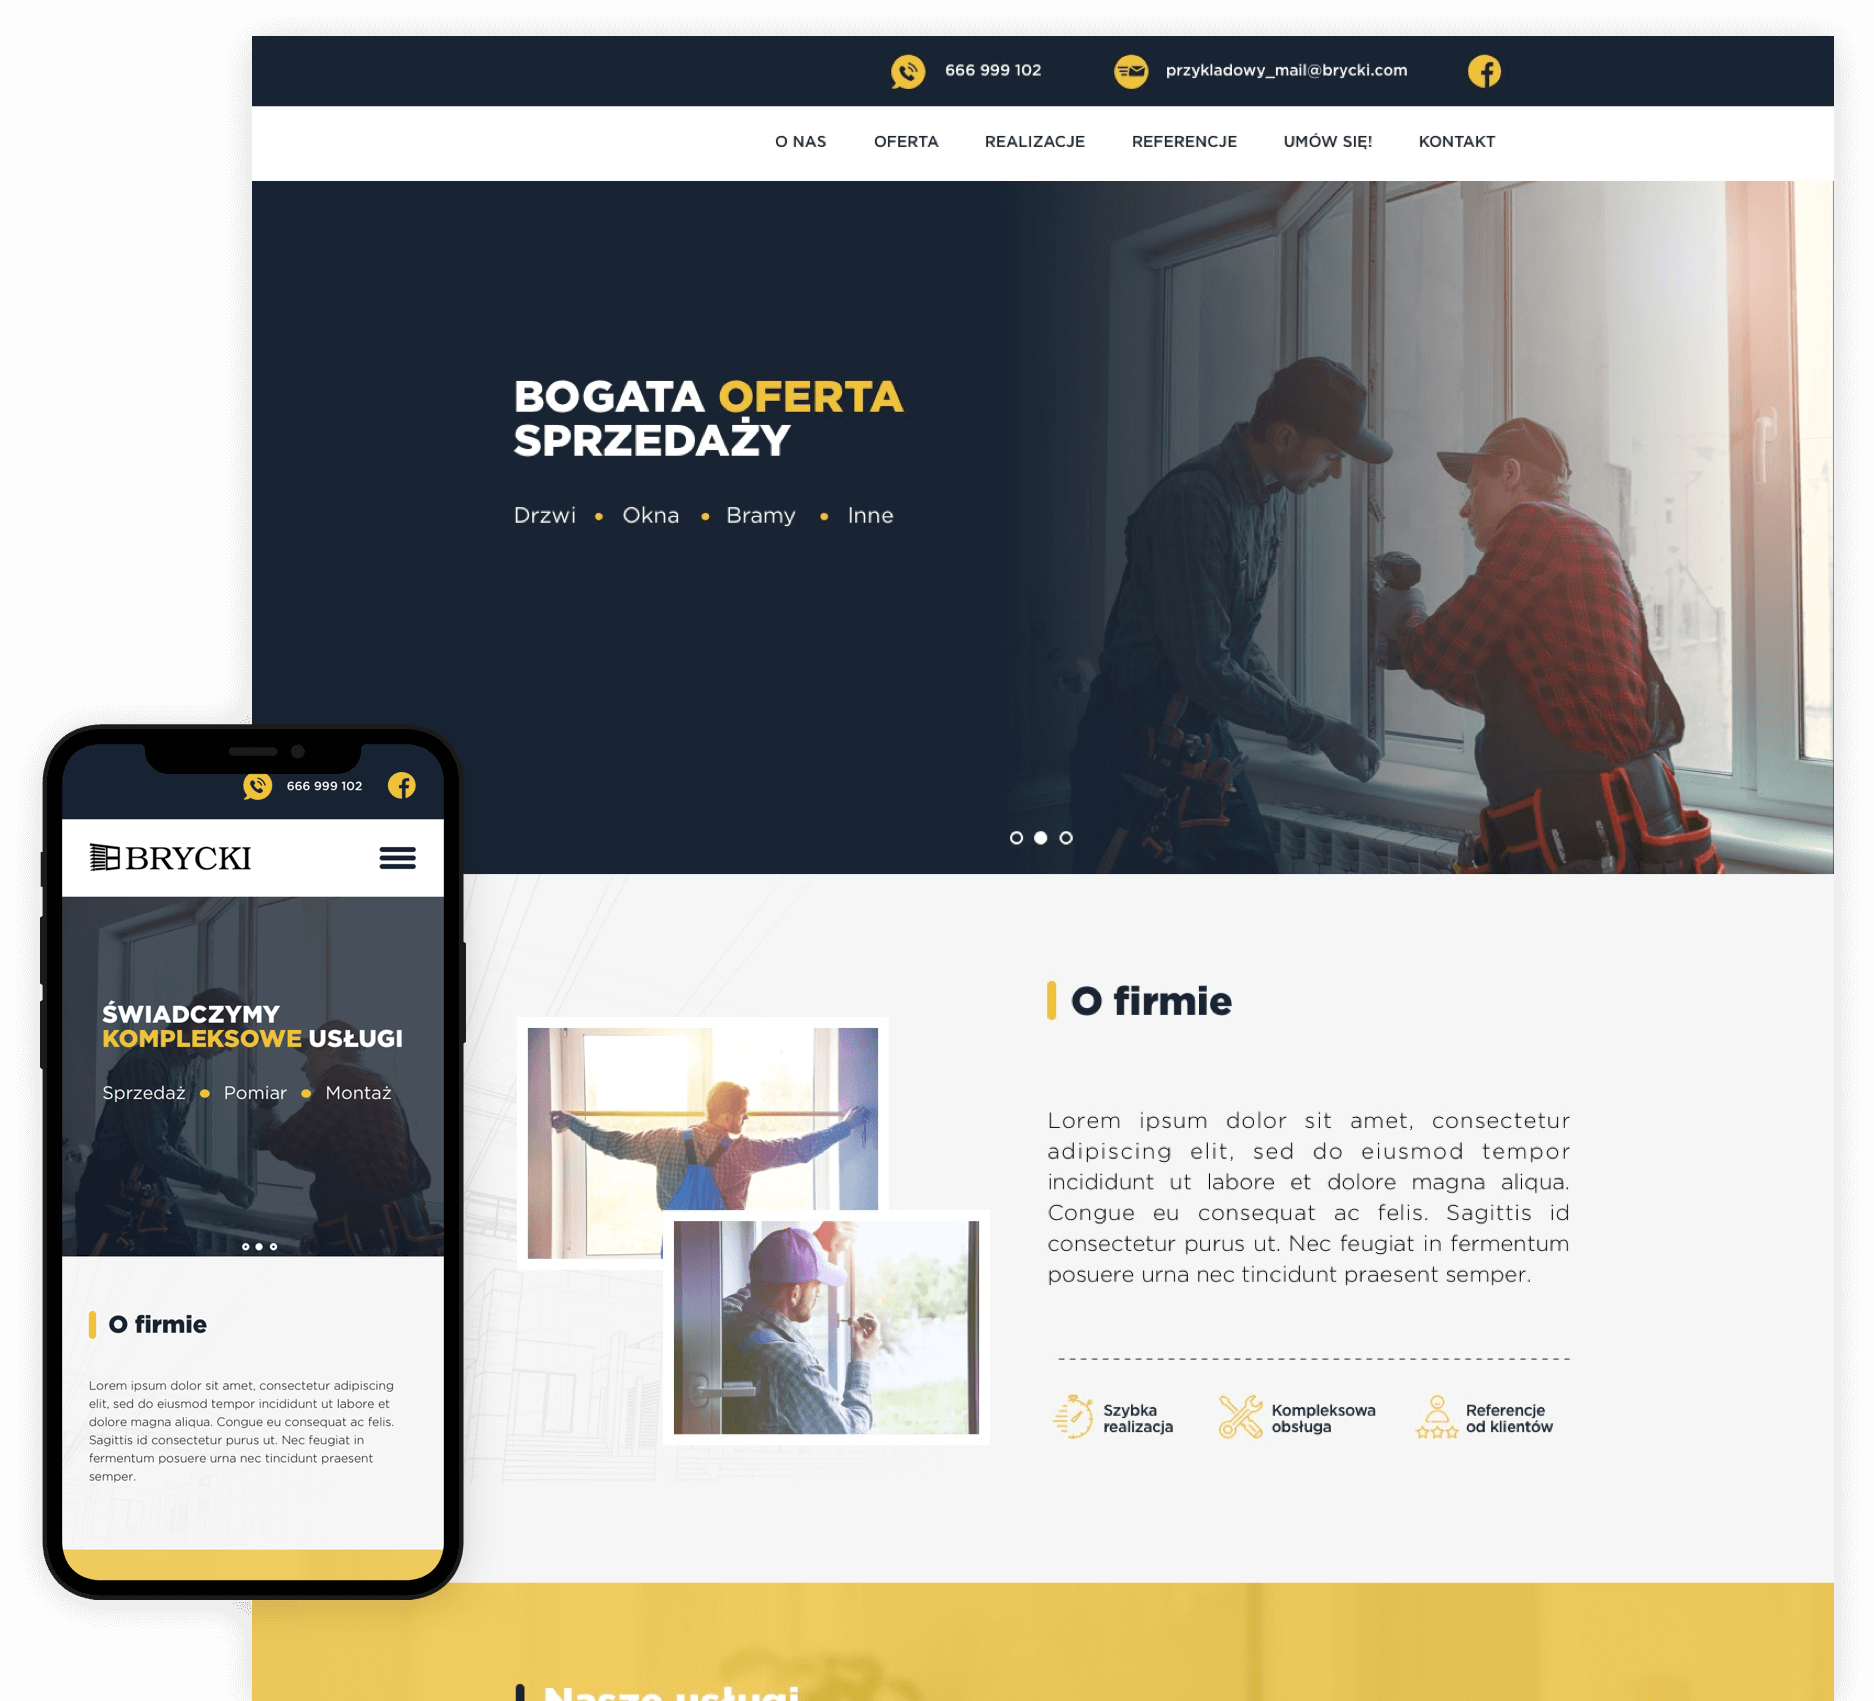 666 999 102
przykladowy_mail@brycki.com
O NAS
OFERTA
REALIZACJE
REFERENCJE
UMÓW SIĘ!
KONTAKT
BOGATA OFERTA
SPRZEDAŻY
Drzwi • Okna • Bramy • Inne
O firmie
Lorem ipsum dolor sit amet, consectetur
adipiscing elit, sed do eiusmod tempor
incididunt ut labore et dolore magna aliqua.
Congue eu consequat ac felis. Sagittis id
consectetur purus ut. Nec feugiat in fermentum
posuere urna nec tincidunt praesent semper.
Szybka
realizacja
Kompleksowa
obsługa
Referencje
od klientów
Nasze usługi
666 999 102
BRYCKI
ŚWIADCZYMY
KOMPLEKSOWE USŁUGI
Sprzedaż • Pomiar • Montaż
O firmie
Lorem ipsum dolor sit amet, consectetur adipiscing
elit, sed do eiusmod tempor incididunt ut labore et
dolore magna aliqua. Congue eu consequat ac felis.
Sagittis id consectetur purus ut. Nec feugiat in
fermentum posuere urna nec tincidunt praesent
semper.